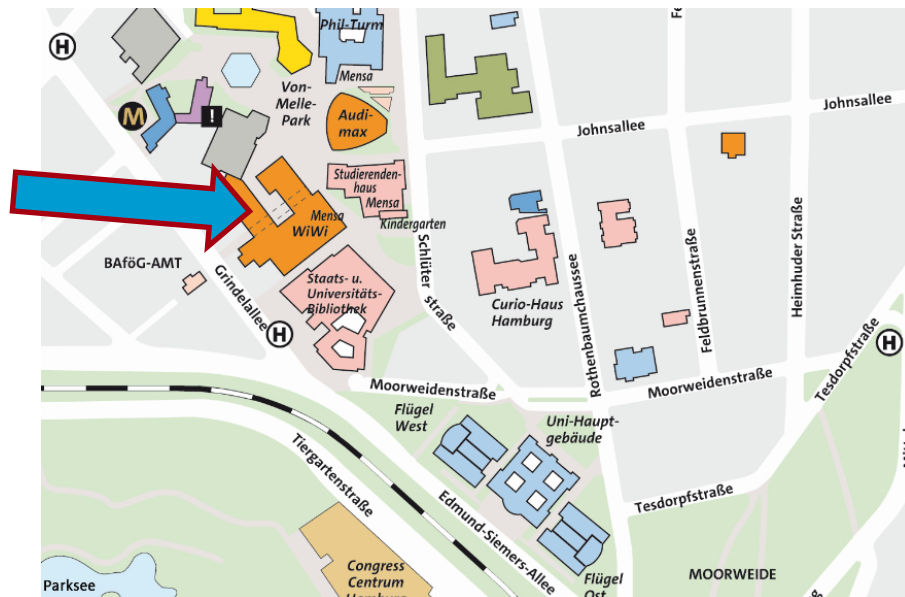 Phil-Turm
Mensa
H
Von-
Melle-
Park
M
!
Audi-
max
Johnsallee
Johnsallee
Studierenden-
haus
Mensa
Kindergarten
Mensa
WiWi
BAföG-AMT
Grindelallee
Staats- u.
Universitäts-
Bibliothek
H
Schlüter
straße
Curio-Haus
Hamburg
Rothenbaumchaussee
Feldbrunnenstraße
Heimhuder Straße
H
Tesdorpfstraße
Moorweidenstraße
Moorweidenstraße
Flügel
West
Uni-Haupt-
gebäude
Tiergartenstraße
Edmund-Siemers-Allee
Tesdorpfstraße
Congress
Centrum
Flügel
Ost
MOORWEIDE
Parksee